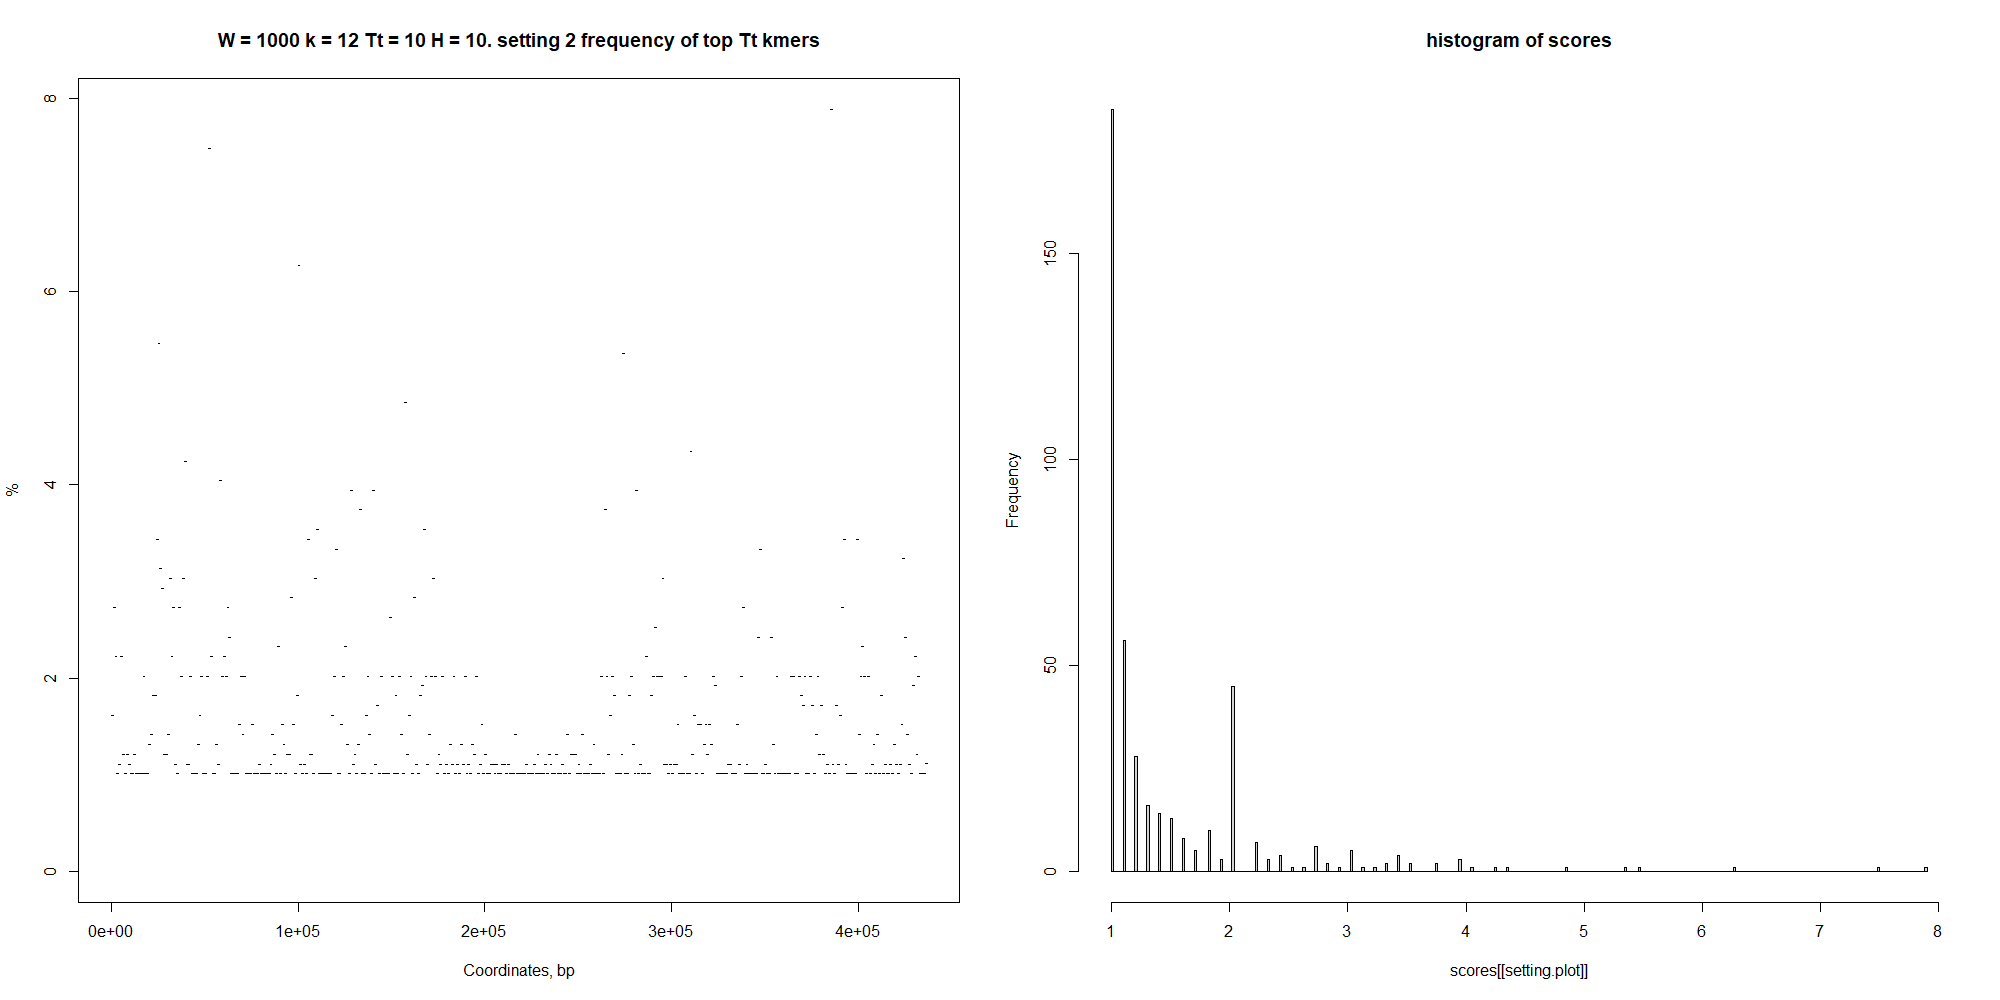 W = 1000 k = 12 Tt = 10 H = 10. setting 2 frequency of top Tt kmers
8
6
4
2
0
%
0e+00 1e+05 2e+05 3e+05 4e+05
Coordinates, bp
histogram of scores
150
100
50
0
Frequency
1 2 3 4 5 6 7 8
scores[[setting.plot]]